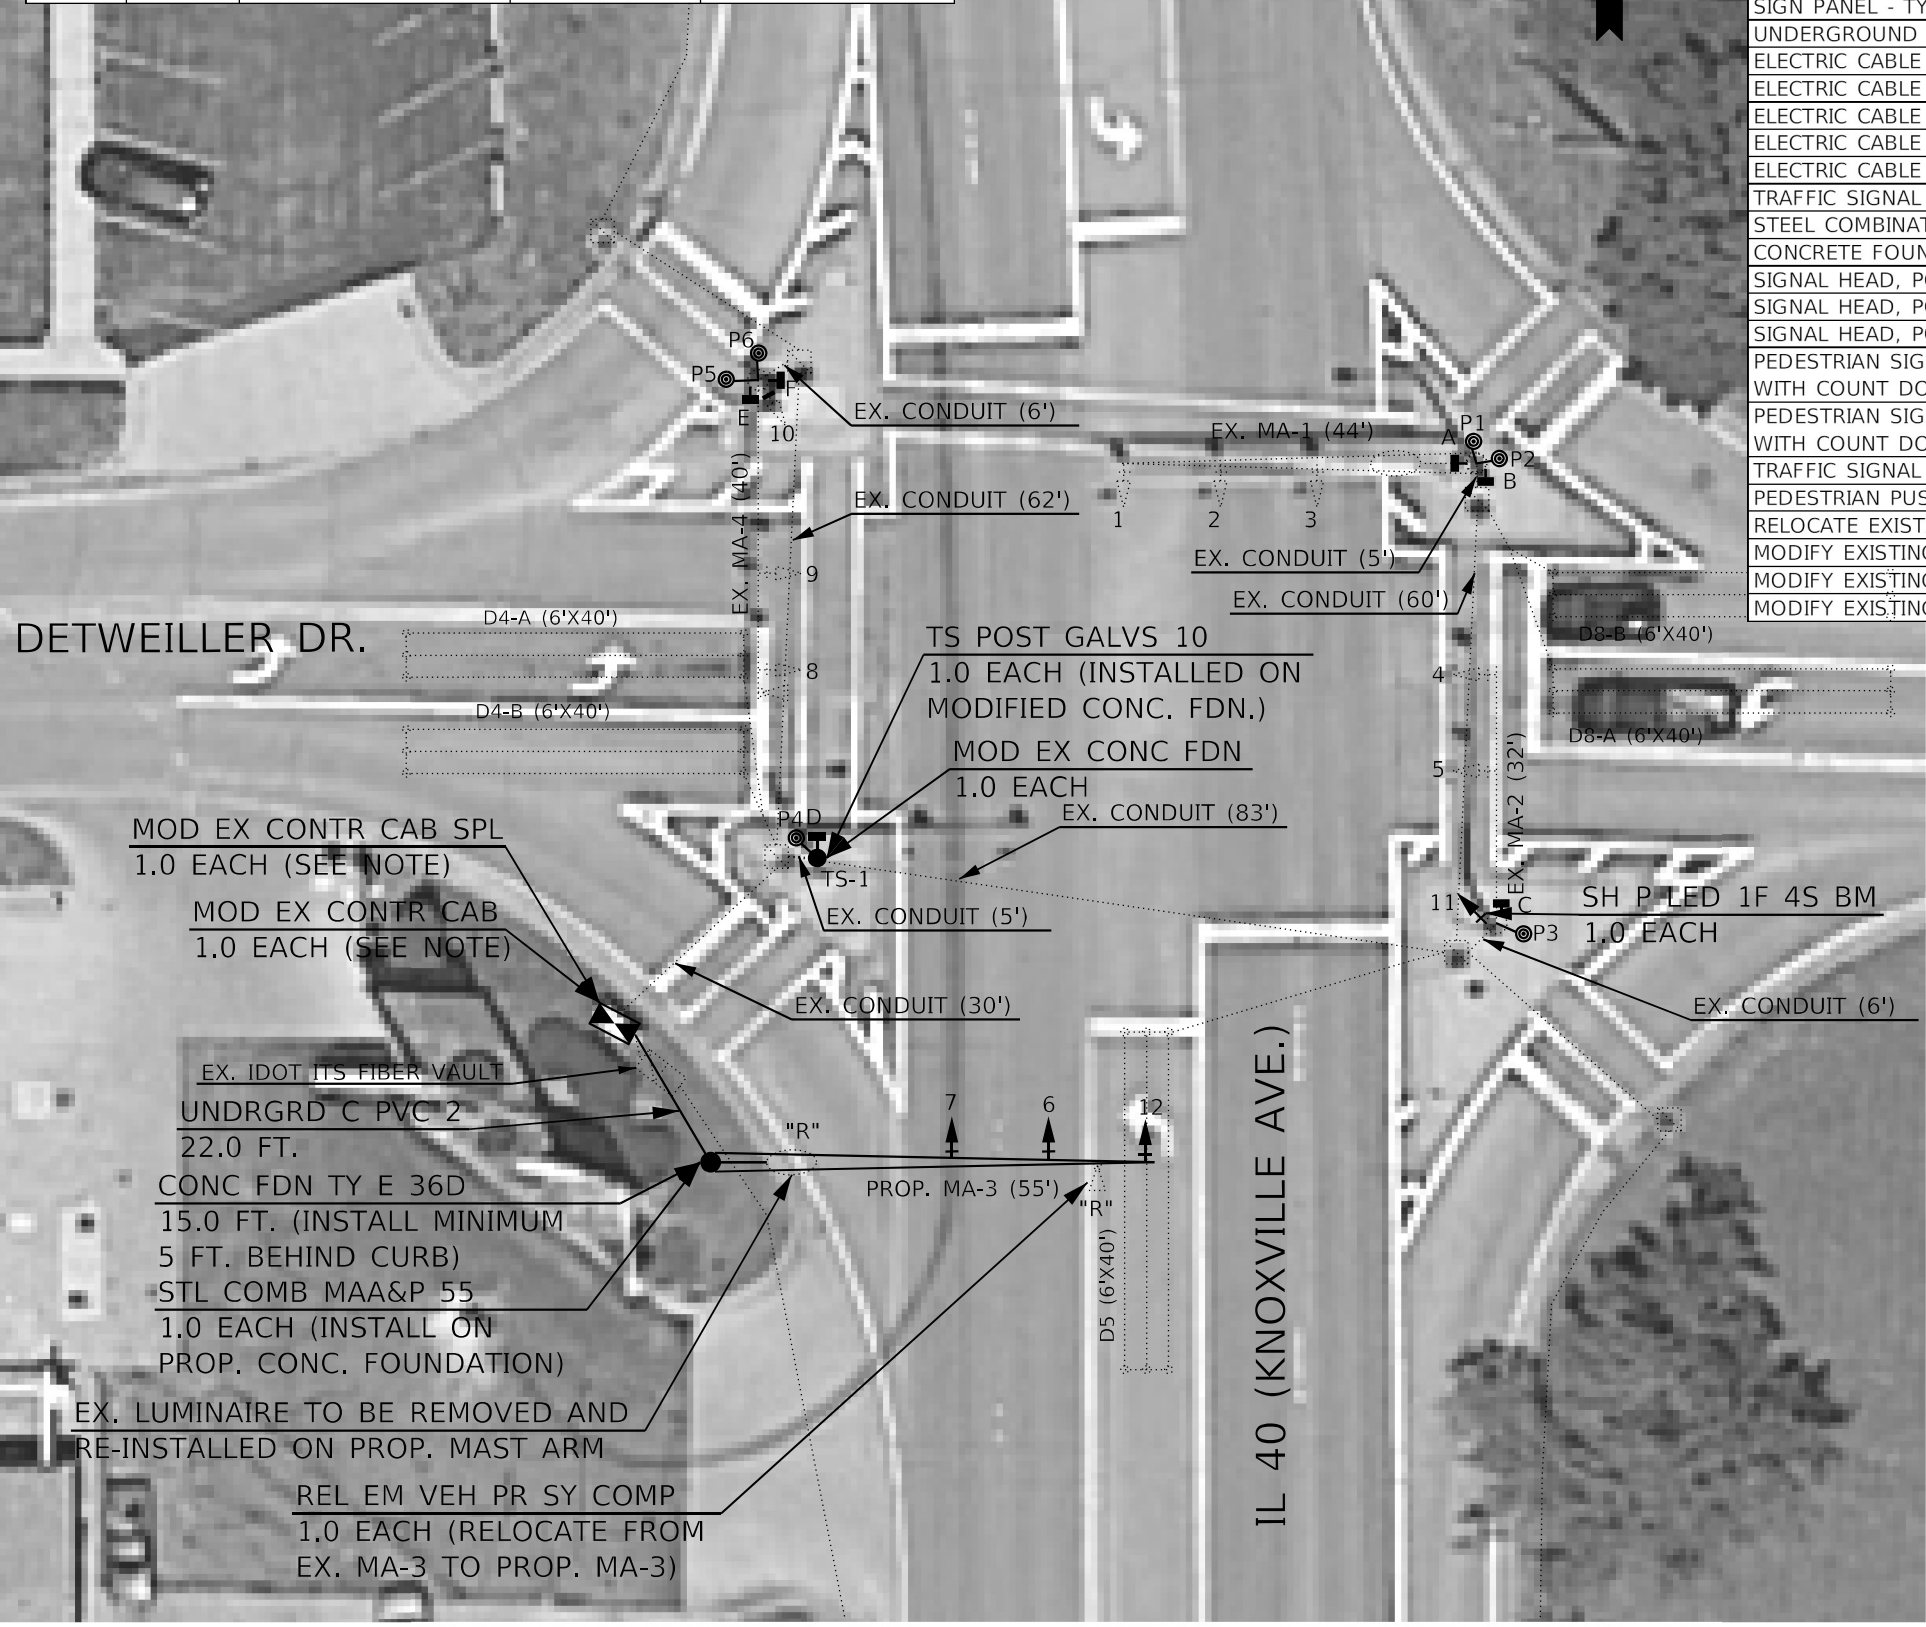 SIGN PANEL - TY
UNDERGROUND
ELECTRIC CABLE
ELECTRIC CABLE
ELECTRIC CABLE
ELECTRIC CABLE
ELECTRIC CABLE
TRAFFIC SIGNAL
STEEL COMBINAT
CONCRETE FOUN
SIGNAL HEAD, PO
SIGNAL HEAD, PO
SIGNAL HEAD, PO
PEDESTRIAN SIG
WITH COUNT DO
PEDESTRIAN SIG
WITH COUNT DO
TRAFFIC SIGNAL
PEDESTRIAN PUS
RELOCATE EXIST
MODIFY EXISTING
MODIFY EXISTING
MODIFY EXISTING
P6
P5
E
F
10
EX. CONDUIT (6')
EX. MA-1 (44')
A
P1
P2
B
1
2
3
EX. MA-4 (40')
EX. CONDUIT (62')
EX. CONDUIT (5')
EX. CONDUIT (60')
9
8
D4-A (6'X40')
DETWEILLER DR.
D4-B (6'X40')
TS POST GALVS 10
1.0 EACH (INSTALLED ON
MODIFIED CONC. FDN.)
MOD EX CONC FDN
1.0 EACH
EX. CONDUIT (83')
D8-B (6'X40')
D8-A (6'X40')
4
5
EX. MA-2 (32')
P4
D
TS-1
EX. CONDUIT (5')
MOD EX CONTR CAB SPL
1.0 EACH (SEE NOTE)
MOD EX CONTR CAB
1.0 EACH (SEE NOTE)
11
C
P3
SH P LED 1F 4S BM
1.0 EACH
EX. CONDUIT (6')
EX. CONDUIT (30')
EX. IDOT ITS FIBER VAULT
UNDRGRD C PVC 2
22.0 FT.
"R"
7
6
12
PROP. MA-3 (55')
"R"
D5 (6'X40')
IL 40 (KNOXVILLE AVE.)
CONC FDN TY E 36D
15.0 FT. (INSTALL MINIMUM
5 FT. BEHIND CURB)
STL COMB MAA&P 55
1.0 EACH (INSTALL ON
PROP. CONC. FOUNDATION)
EX. LUMINAIRE TO BE REMOVED AND
RE-INSTALLED ON PROP. MAST ARM
REL EM VEH PR SY COMP
1.0 EACH (RELOCATE FROM
EX. MA-3 TO PROP. MA-3)